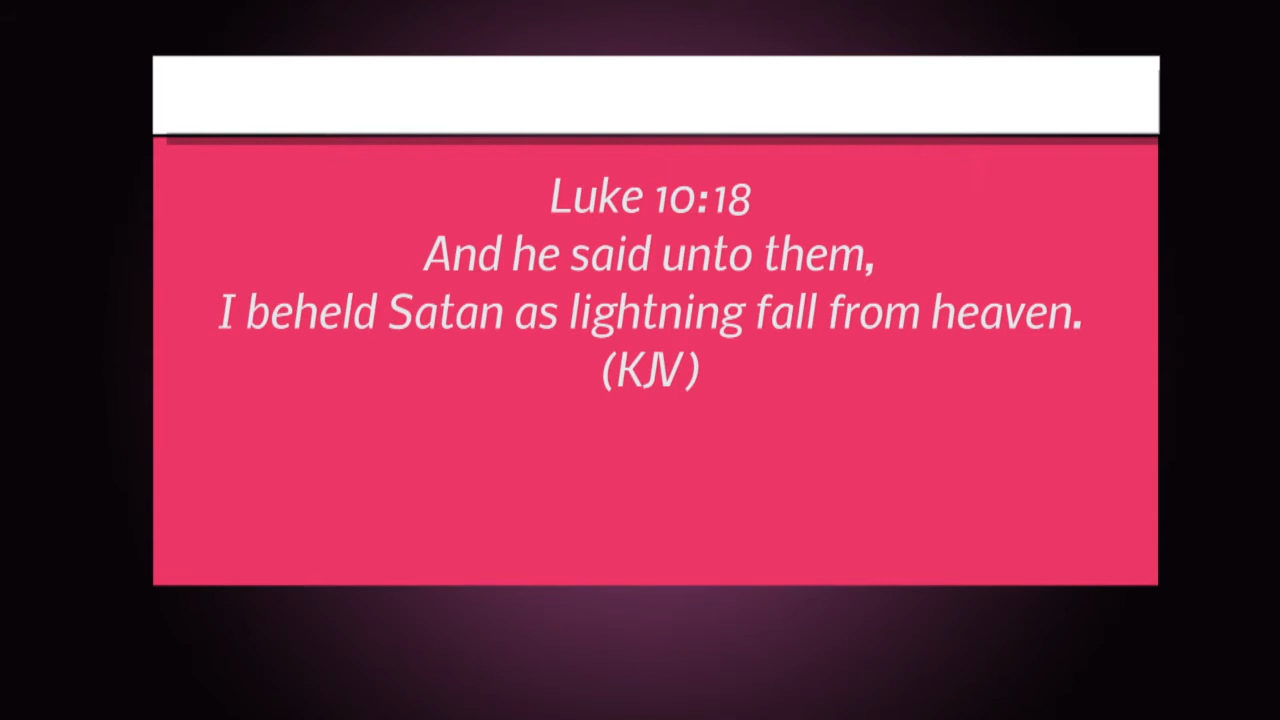 Luke 10:18
And he said unto them,
I beheld Satan as lightning fall from heaven.
(KJV)